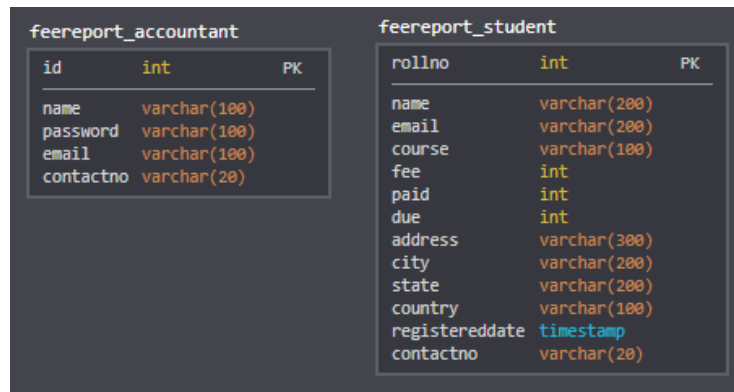 feereport_accountant
id int PK
name varchar(100)
password varchar(100)
email varchar(100)
contactno varchar(20)
feereport_student
rollno int PK
name varchar(200)
email varchar(200)
course varchar(100)
fee int
paid int
due int
address varchar(300)
city varchar(200)
state varchar(200)
country varchar(100)
registereddate timestamp
contactno varchar(20)